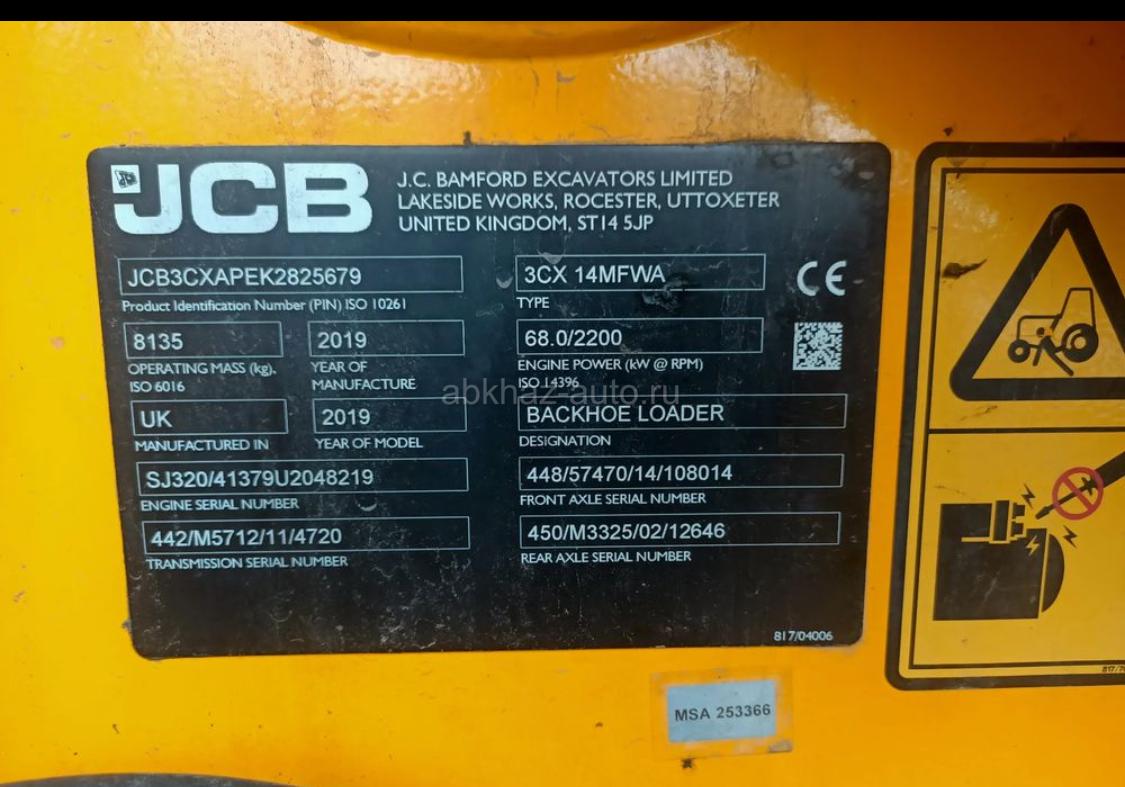 JCB
J.C. BAMFORD EXCAVATORS LIMITED
LAKESIDE WORKS, ROCESTER, UTTOXETER
UNITED KINGDOM, ST14 5JP
JCB3CXAPEK2825679
Product Identification Number (PIN) ISO 10261
3CX 14MFWA
TYPE
CE
8135
OPERATING MASS (kg).
ISO 6016
2019
YEAR OF
MANUFACTURE
68.0/2200
ENGINE POWER (kW @ RPM)
ISO 14396
abkhaz-auto.ru
UK
MANUFACTURED IN
2019
YEAR OF MODEL
BACKHOE LOADER
DESIGNATION
SJ320/41379U2048219
ENGINE SERIAL NUMBER
448/57470/14/108014
FRONT AXLE SERIAL NUMBER
442/M5712/11/4720
TRANSMISSION SERIAL NUMBER
450/M3325/02/12646
REAR AXLE SERIAL NUMBER
817/04006
MSA 253366